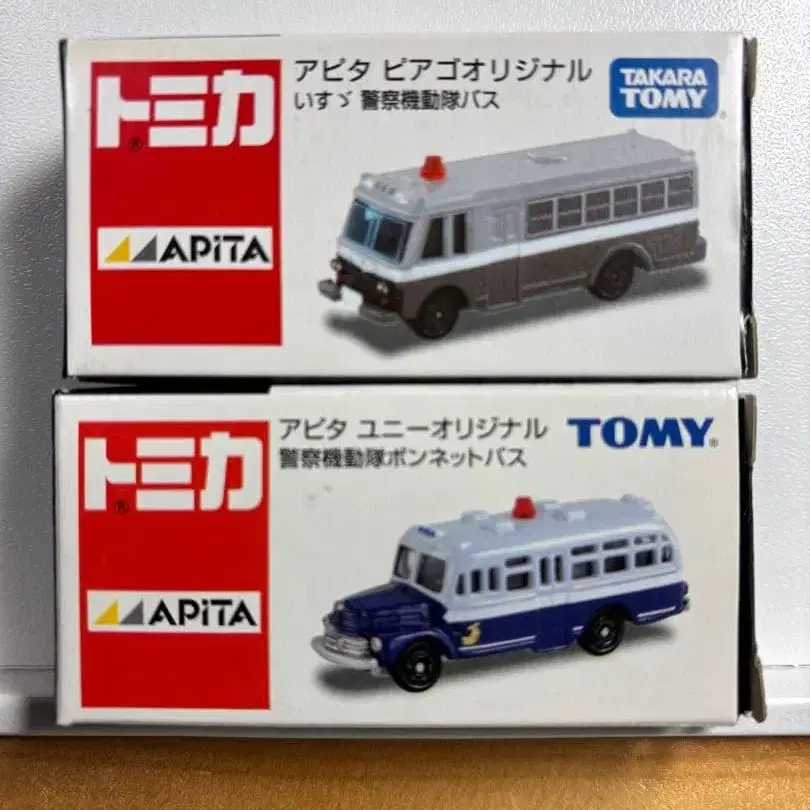 トミカ
®
APiTA
アピタ ピアゴオリジナル
いすゞ 警察機動隊バス
TAKARA
TOMY®
トミカ
®
APiTA
アピタ ユニーオリジナル
警察機動隊ボンネットバス
TOMY®